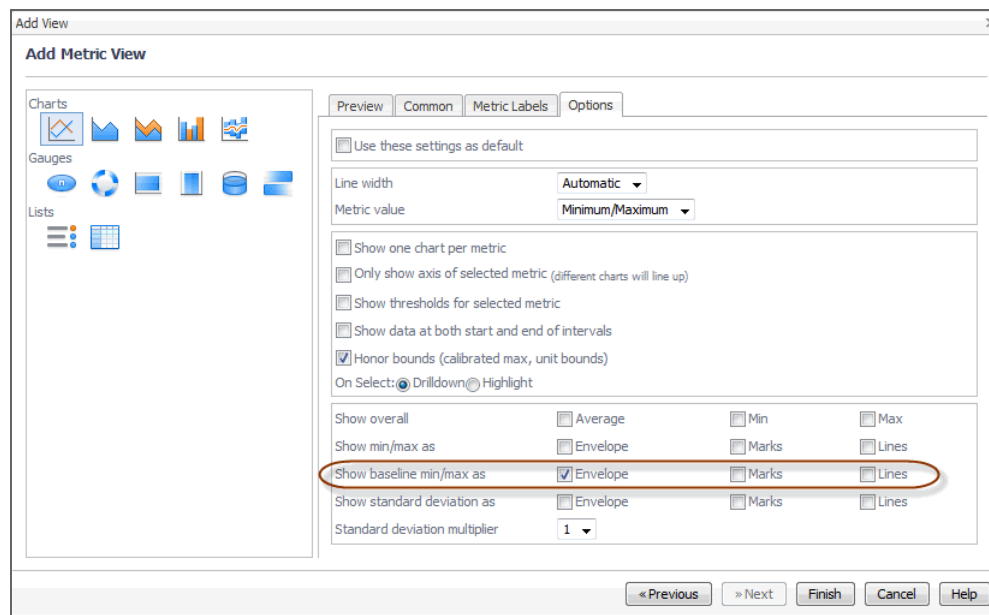 Add View
Add Metric View
Charts
Gauges
n
Lists
Preview Common Metric Labels Options
Use these settings as default
Line width Automatic
Metric value Minimum/Maximum
Show one chart per metric
Only show axis of selected metric (different charts will line up)
Show thresholds for selected metric
Show data at both start and end of intervals
Honor bounds (calibrated max, unit bounds)
On Select: Drilldown Highlight
Show overall Average Min Max
Show min/max as Envelope Marks Lines
Show baseline min/max as Envelope Marks Lines
Show standard deviation as Envelope Marks Lines
Standard deviation multiplier 1
« Previous » Next Finish Cancel Help